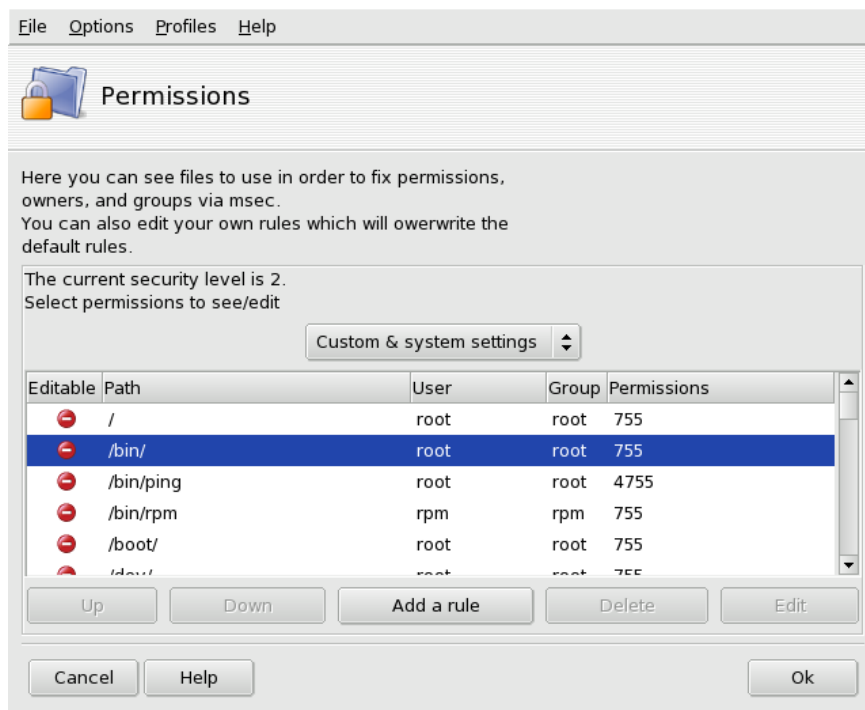 File Options Profiles Help
Permissions
Here you can see files to use in order to fix permissions,
owners, and groups via msec.
You can also edit your own rules which will owerwrite the
default rules.
The current security level is 2.
Select permissions to see/edit
Custom & system settings
Editable Path User Group Permissions
/ root root 755
/bin/ root root 755
/bin/ping root root 4755
/bin/rpm rpm rpm 755
/boot/ root root 755
/dev/ root root 755
Up Down Add a rule Delete Edit
Cancel Help Ok